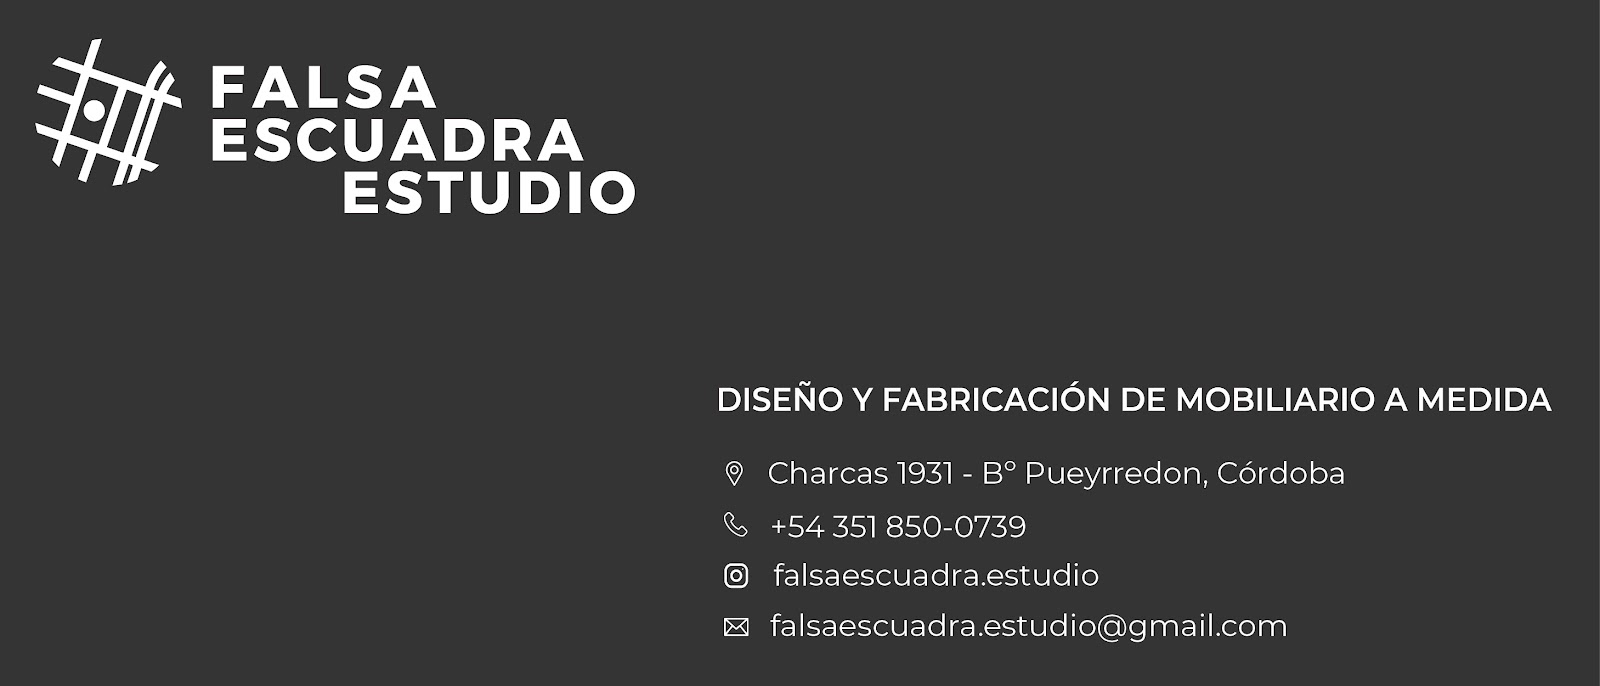 FALSA
ESCUADRA
ESTUDIO
DISEÑO Y FABRICACIÓN DE MOBILIARIO A MEDIDA
Charcas 1931 - Bº Pueyrredon, Córdoba
+54 351 850-0739
falsaescuadra.estudio
falsaescuadra.estudio@gmail.com